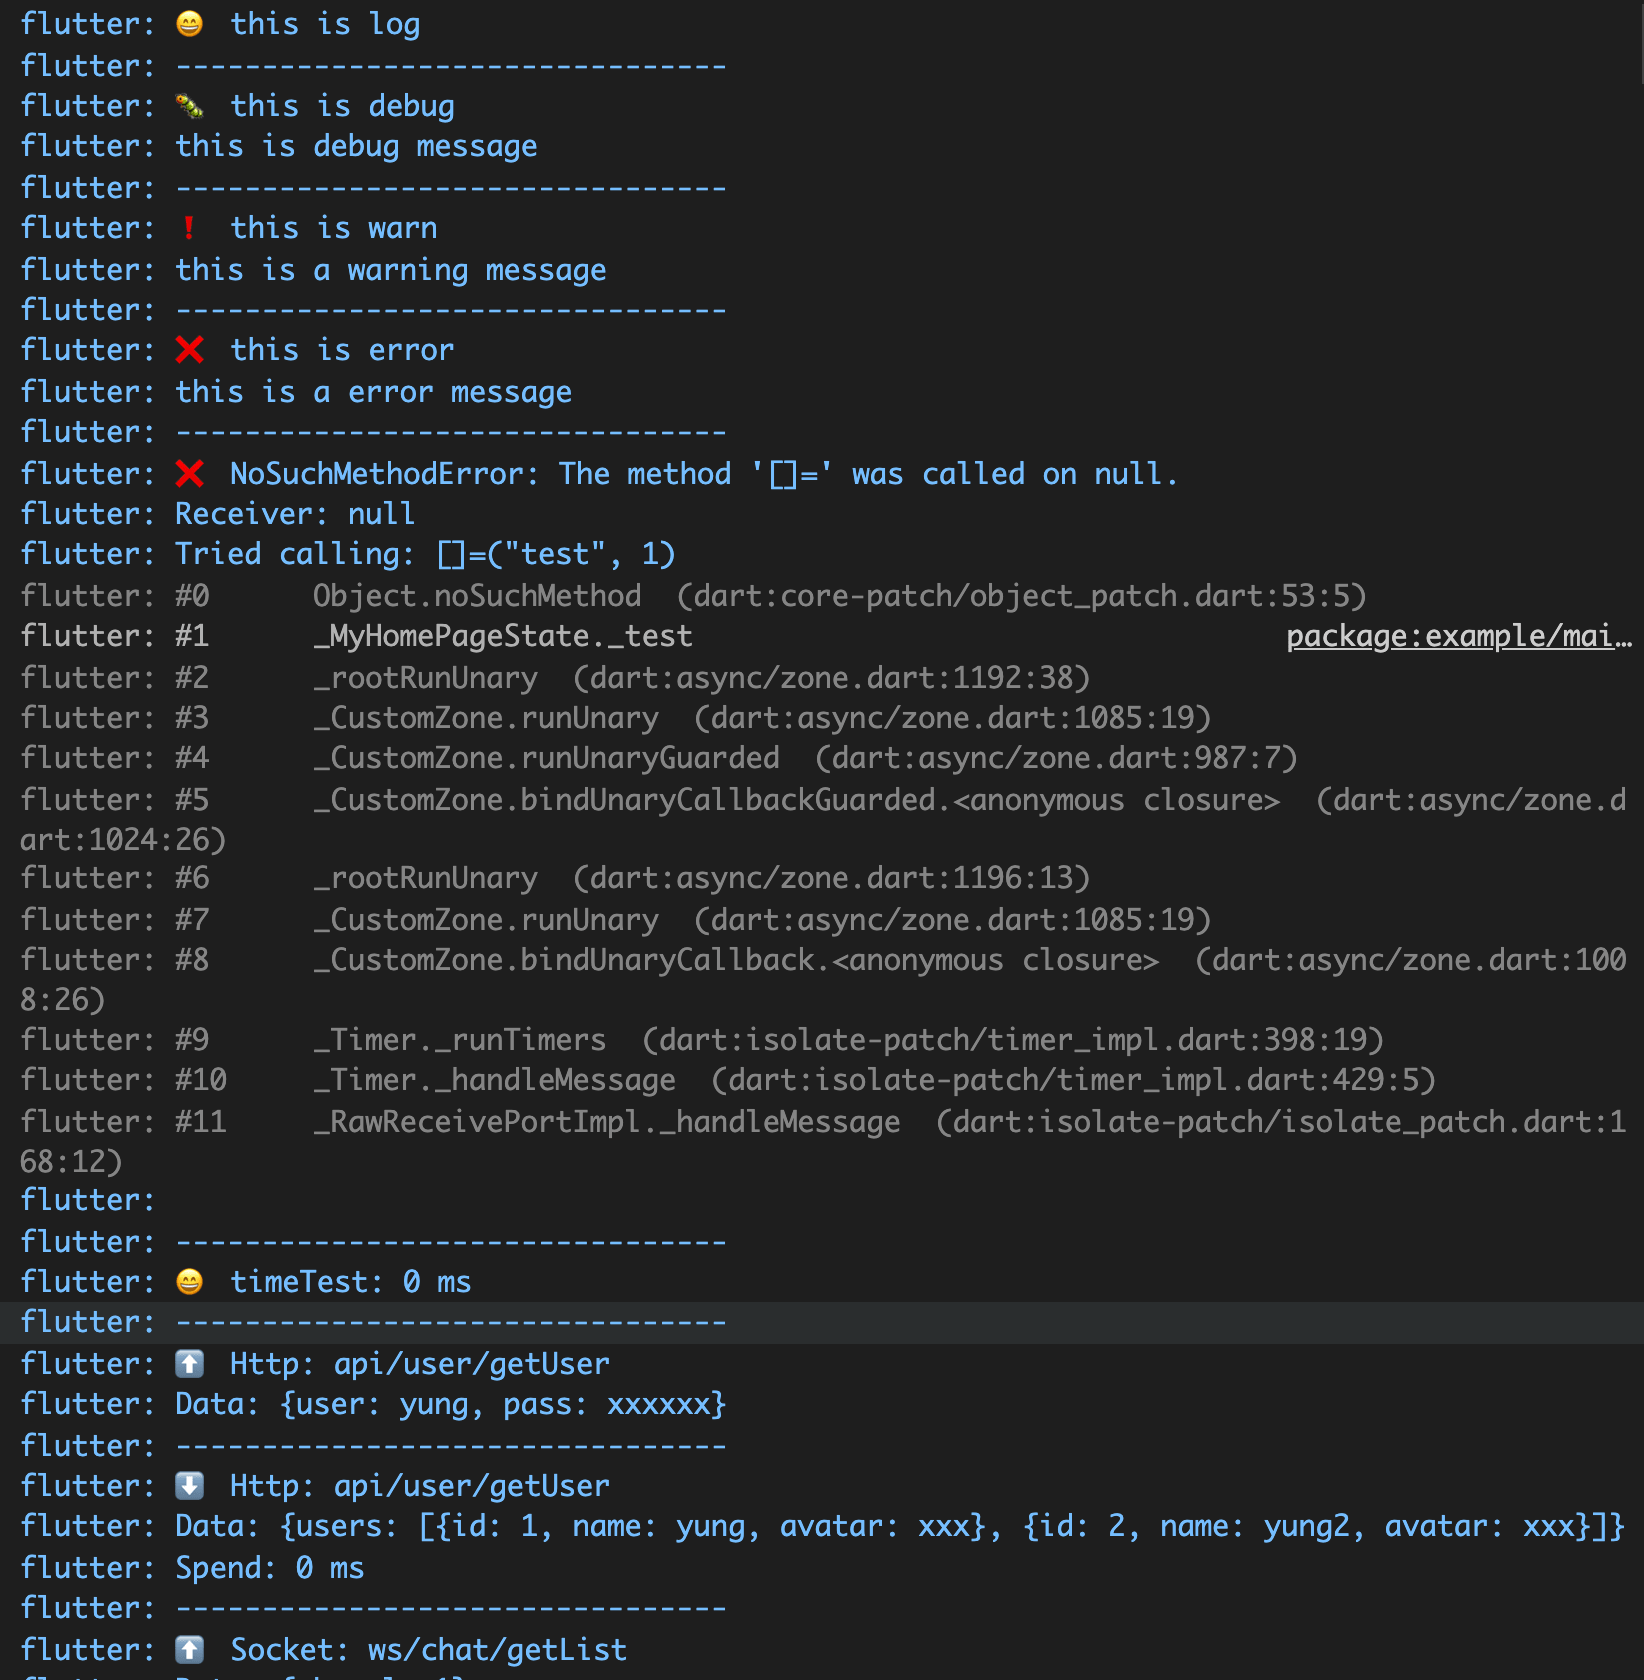 flutter: 😄 this is log
flutter: --------------------------------
flutter: 🐛 this is debug
flutter: this is debug message
flutter: --------------------------------
flutter: ❗ this is warn
flutter: this is a warning message
flutter: --------------------------------
flutter: ❌ this is error
flutter: this is a error message
flutter: --------------------------------
flutter: ❌ NoSuchMethodError: The method '[]=' was called on null.
flutter: Receiver: null
flutter: Tried calling: []=("test", 1)
flutter: #0      Object.noSuchMethod  (dart:core-patch/object_patch.dart:53:5)
flutter: #1      _MyHomePageState._test package:example/mai…
flutter: #2      _rootRunUnary  (dart:async/zone.dart:1192:38)
flutter: #3      _CustomZone.runUnary  (dart:async/zone.dart:1085:19)
flutter: #4      _CustomZone.runUnaryGuarded  (dart:async/zone.dart:987:7)
flutter: #5      _CustomZone.bindUnaryCallbackGuarded.<anonymous closure>  (dart:async/zone.d
art:1024:26)
flutter: #6      _rootRunUnary  (dart:async/zone.dart:1196:13)
flutter: #7      _CustomZone.runUnary  (dart:async/zone.dart:1085:19)
flutter: #8      _CustomZone.bindUnaryCallback.<anonymous closure>  (dart:async/zone.dart:100
8:26)
flutter: #9      _Timer._runTimers  (dart:isolate-patch/timer_impl.dart:398:19)
flutter: #10     _Timer._handleMessage  (dart:isolate-patch/timer_impl.dart:429:5)
flutter: #11     _RawReceivePortImpl._handleMessage  (dart:isolate-patch/isolate_patch.dart:1
68:12)
flutter:
flutter: --------------------------------
flutter: 😄 timeTest: 0 ms
flutter: --------------------------------
flutter: ⬆️ Http: api/user/getUser
flutter: Data: {user: yung, pass: xxxxxx}
flutter: --------------------------------
flutter: ⬇️ Http: api/user/getUser
flutter: Data: {users: [{id: 1, name: yung, avatar: xxx}, {id: 2, name: yung2, avatar: xxx}]}
flutter: Spend: 0 ms
flutter: --------------------------------
flutter: ⬆️ Socket: ws/chat/getList